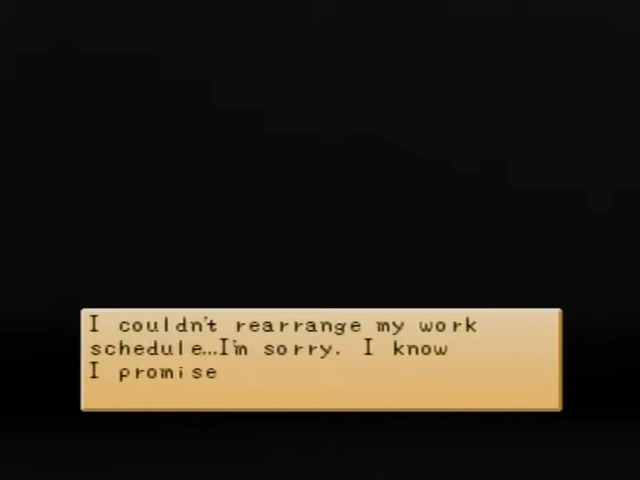 I couldn't rearrange my work
schedule...I'm sorry. I know
I promise